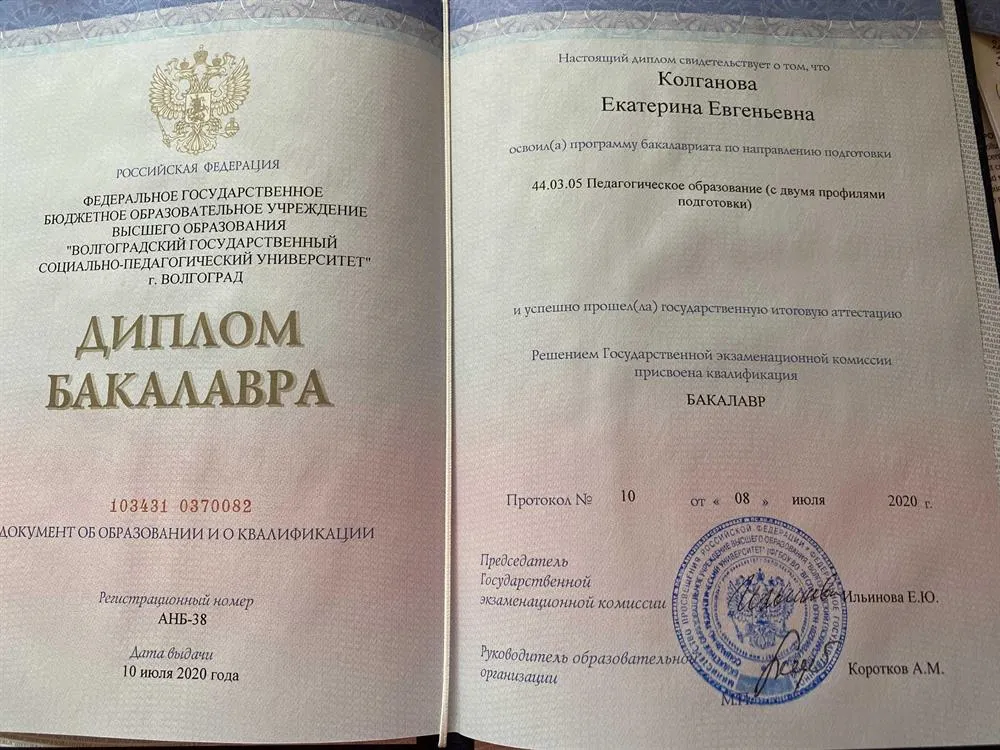 РОССИЙСКАЯ ФЕДЕРАЦИЯ
ФЕДЕРАЛЬНОЕ ГОСУДАРСТВЕННОЕ
БЮДЖЕТНОЕ ОБРАЗОВАТЕЛЬНОЕ УЧРЕЖДЕНИЕ
ВЫСШЕГО ОБРАЗОВАНИЯ
"ВОЛГОГРАДСКИЙ ГОСУДАРСТВЕННЫЙ
СОЦИАЛЬНО-ПЕДАГОГИЧЕСКИЙ УНИВЕРСИТЕТ"
г. ВОЛГОГРАД
ДИПЛОМ
БАКАЛАВРА
103431 0370082
ДОКУМЕНТ ОБ ОБРАЗОВАНИИ И О КВАЛИФИКАЦИИ
Регистрационный номер
АНБ-38
Дата выдачи
10 июля 2020 года
Настоящий диплом свидетельствует о том, что
Колганова
Екатерина Евгеньевна
освоил(а) программу бакалавриата по направлению подготовки
44.03.05 Педагогическое образование (с двумя профилями
подготовки)
и успешно прошел(ла) государственную итоговую аттестацию
Решением Государственной экзаменационной комиссии
присвоена квалификация
БАКАЛАВР
Протокол № 10 от « 08 » июля 2020 г.
Председатель
Государственной
экзаменационной комиссии Ильинова Е.Ю.
Руководитель образовательной
организации Коротков А.М.
М.П.